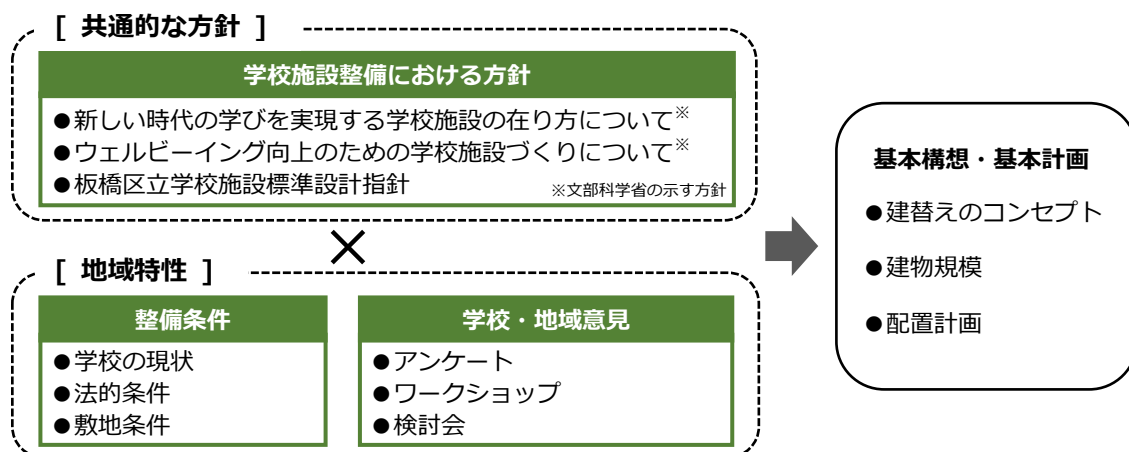 [ 共通的な方針 ]
学校施設整備における方針
●新しい時代の学びを実現する学校施設の在り方について※
●ウェルビーイング向上のための学校施設づくりについて※
●板橋区立学校施設標準設計指針
※文部科学省の示す方針
×
[ 地域特性 ]
整備条件
●学校の現状
●法的条件
●敷地条件
学校・地域意見
●アンケート
●ワークショップ
●検討会
基本構想・基本計画
●建替えのコンセプト
●建物規模
●配置計画